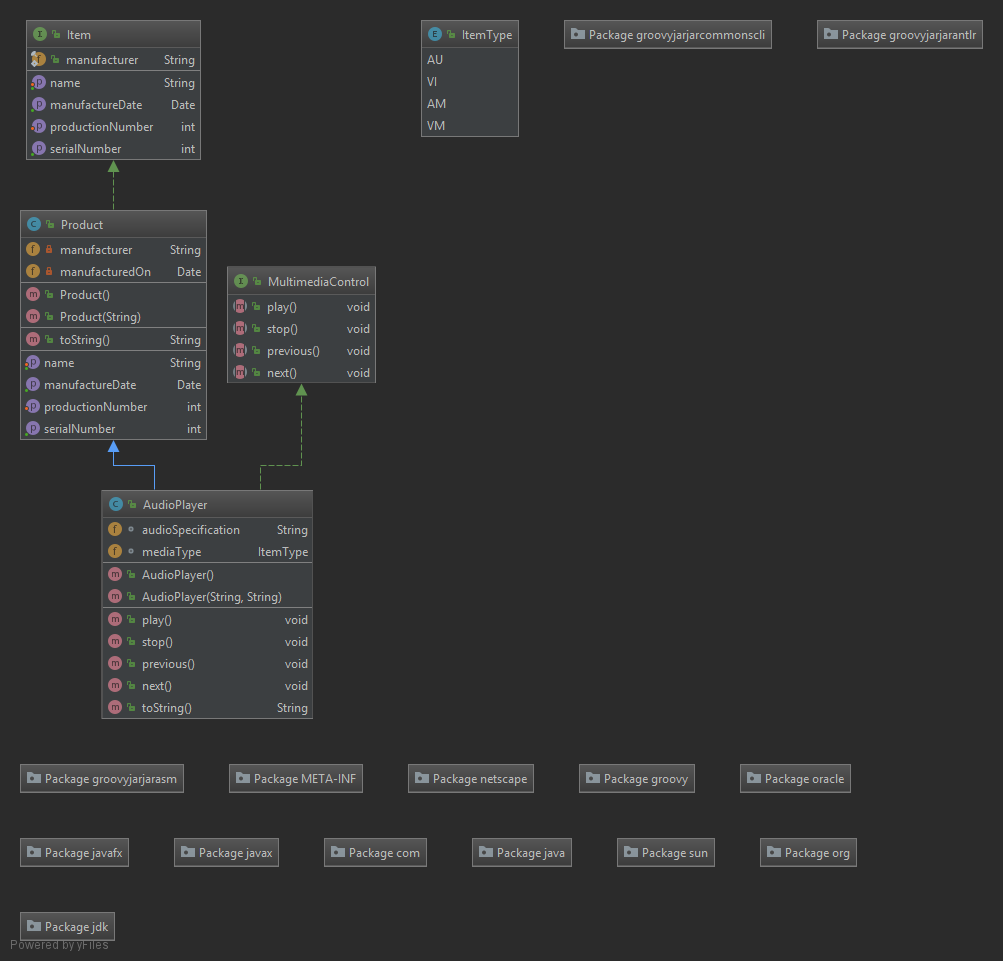 Item
manufacturer String
name String
manufactureDate Date
productionNumber int
serialNumber int
ItemType
AU
VI
AM
VM
Package groovyjarjarcommonscli
Package groovyjarjarantlr
Product
manufacturer String
manufacturedOn Date
Product()
Product(String)
toString() String
name String
manufactureDate Date
productionNumber int
serialNumber int
MultimediaControl
play() void
stop() void
previous() void
next() void
AudioPlayer
audioSpecification String
mediaType ItemType
AudioPlayer()
AudioPlayer(String, String)
play() void
stop() void
previous() void
next() void
toString() String
Package groovyjarjarasm
Package META-INF
Package netscape
Package groovy
Package oracle
Package javafx
Package javax
Package com
Package java
Package sun
Package org
Package jdk
Powered by yFiles